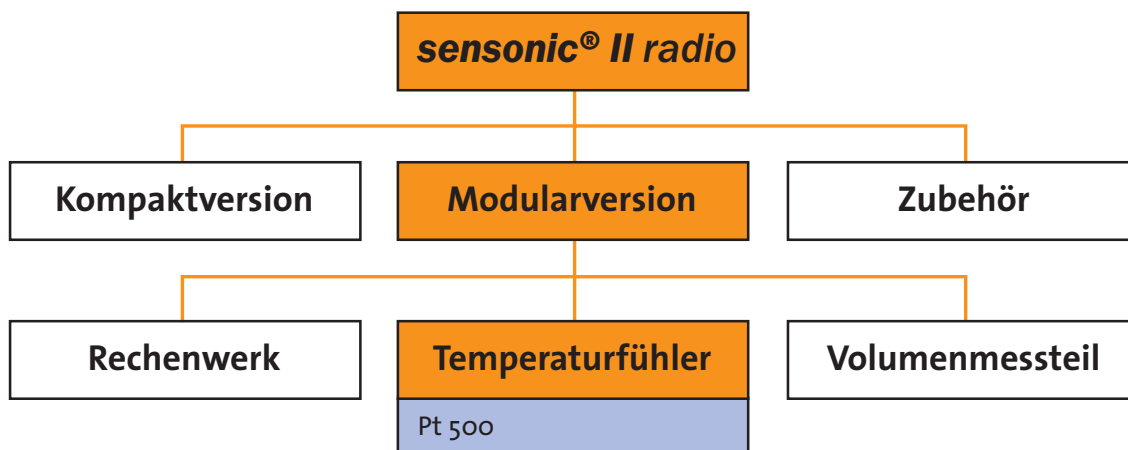 sensonic® II radio
Kompaktversion
Modularversion
Zubehör
Rechenwerk
Temperaturfühler
Volumenmessteil
Pt 500